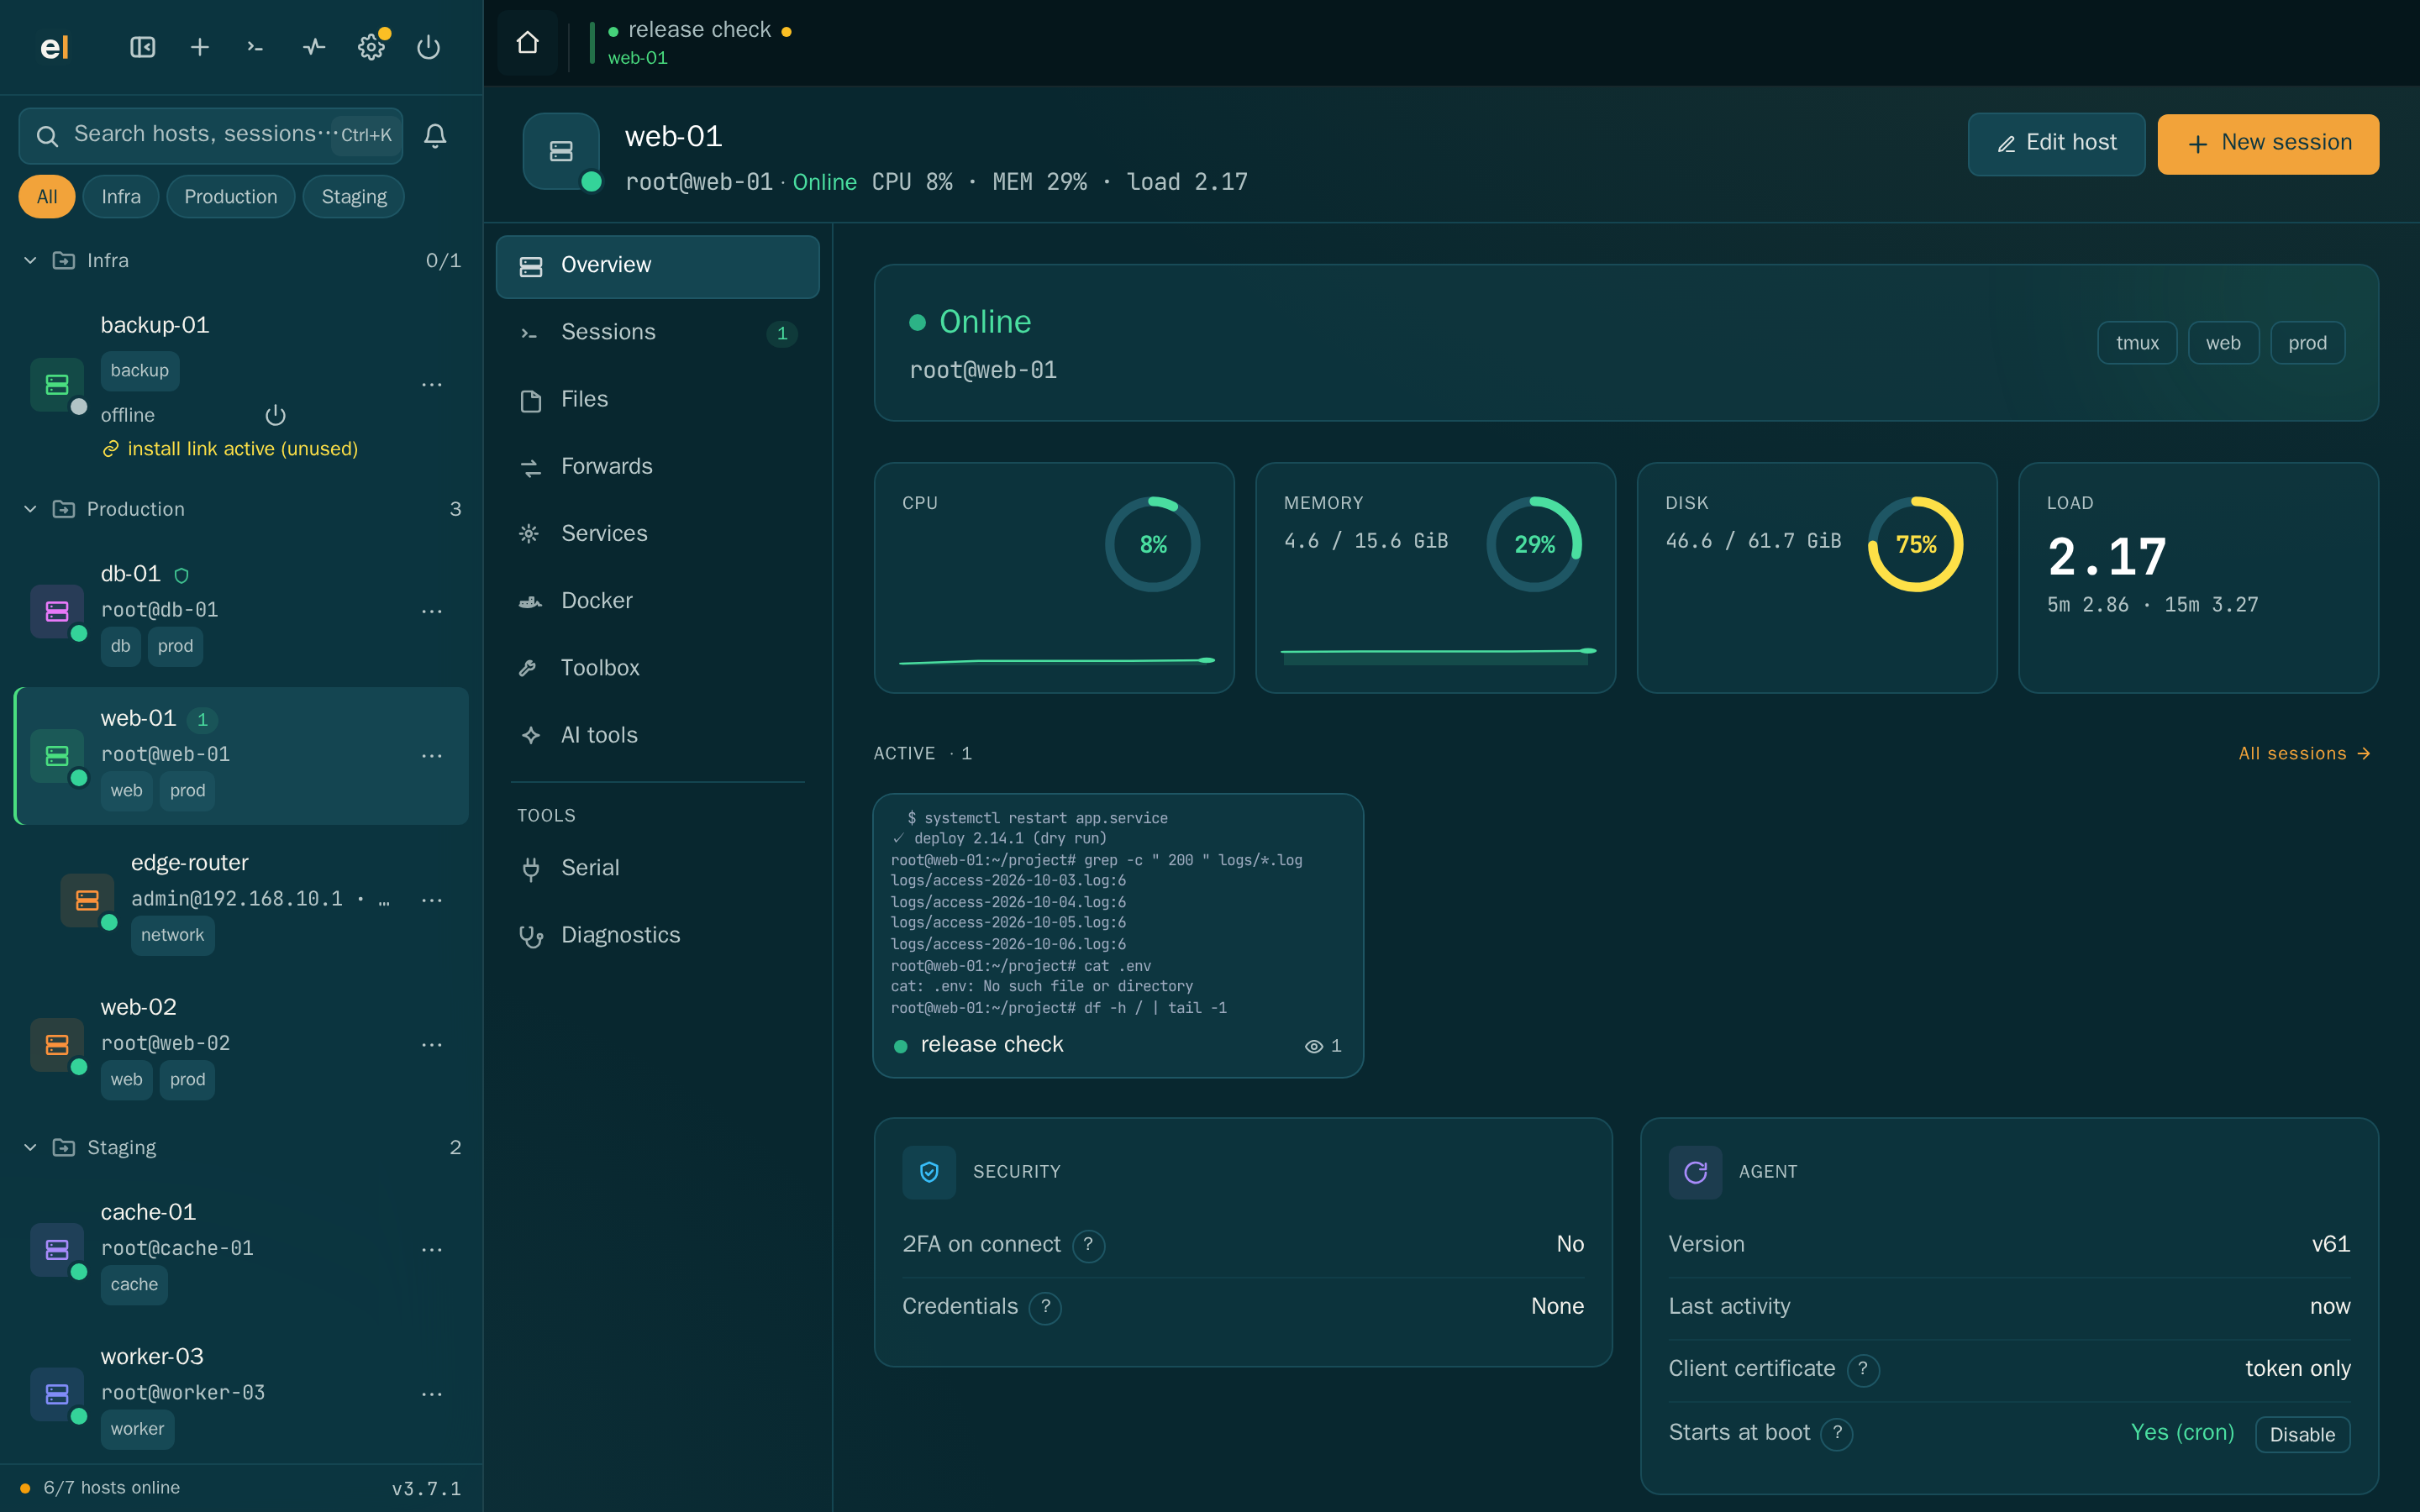 el
Search hosts, sessions… Ctrl+K
All Infra Production Staging
Infra 0/1
backup-01
backup
offline
install link active (unused)
Production 3
db-01
root@db-01
db prod
web-01 1
root@web-01
web prod
edge-router
admin@192.168.10.1 • …
network
web-02
root@web-02
web prod
Staging 2
cache-01
root@cache-01
cache
worker-03
root@worker-03
worker
6/7 hosts online v3.7.1
release check
web-01
web-01
root@web-01 · Online CPU 8% · MEM 29% · load 2.17
Edit host
New session
Overview
Sessions 1
Files
Forwards
Services
Docker
Toolbox
AI tools
TOOLS
Serial
Diagnostics
Online
root@web-01
tmux web prod
CPU
8%
MEMORY
4.6 / 15.6 GiB
29%
DISK
46.6 / 61.7 GiB
75%
LOAD
2.17
5m 2.86 · 15m 3.27
ACTIVE · 1
All sessions →
$ systemctl restart app.service
✓ deploy 2.14.1 (dry run)
root@web-01:~/project# grep -c " 200 " logs/*.log
logs/access-2026-10-03.log:6
logs/access-2026-10-04.log:6
logs/access-2026-10-05.log:6
logs/access-2026-10-06.log:6
root@web-01:~/project# cat .env
cat: .env: No such file or directory
root@web-01:~/project# df -h / | tail -1
release check 1
SECURITY
2FA on connect ? No
Credentials ? None
AGENT
Version v61
Last activity now
Client certificate ? token only
Starts at boot ? Yes (cron) Disable